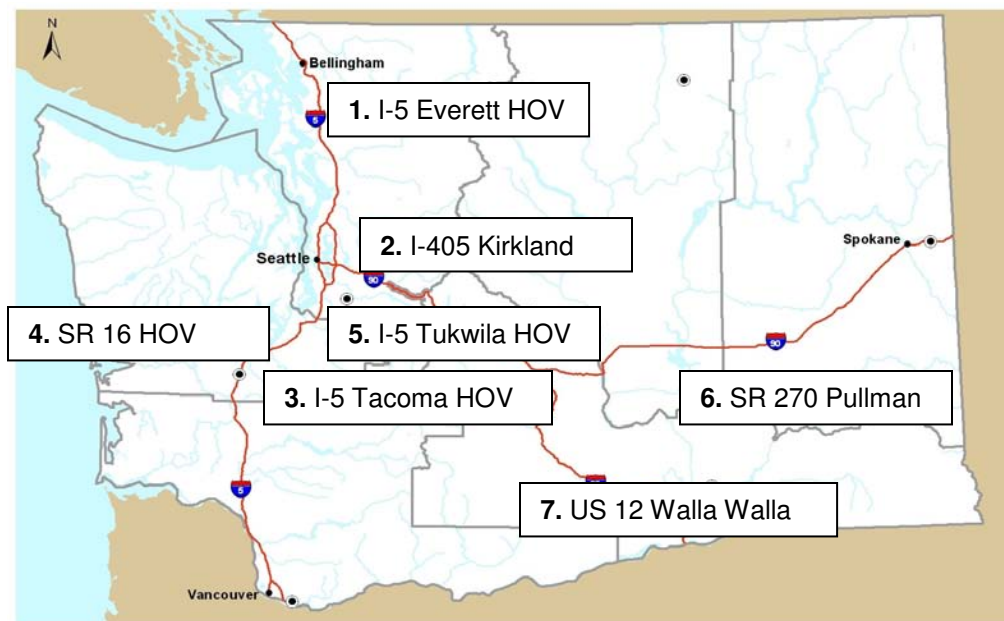 N
Bellingham
1. I-5 Everett HOV
5
2. I-405 Kirkland
Spokane
Seattle
90
4. SR 16 HOV
5. I-5 Tukwila HOV
90
3. I-5 Tacoma HOV
6. SR 270 Pullman
5
7. US 12 Walla Walla
Vancouver